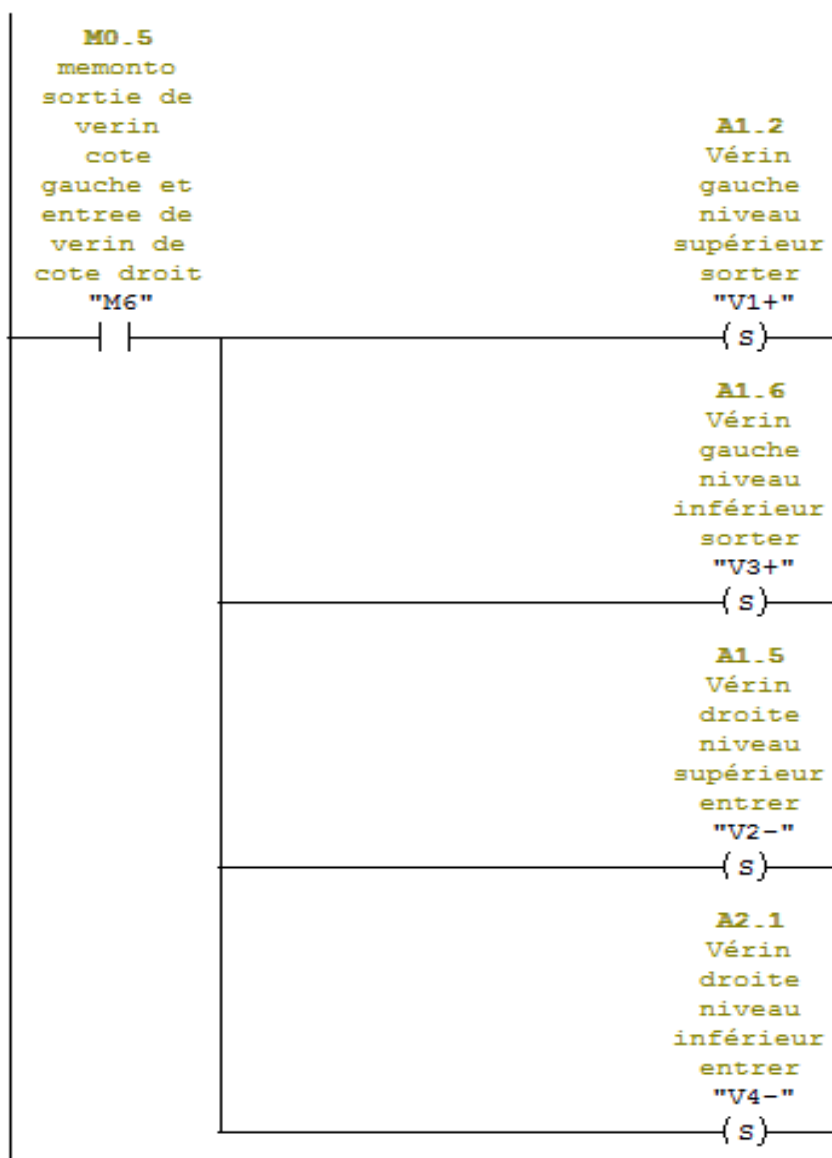 M0.5
memonto
sortie de
verin
cote
gauche et
entree de
verin de
cote droit
"M6"
A1.2
Vérin
gauche
niveau
supérieur
sorter
"V1+"
S
A1.6
Vérin
gauche
niveau
inférieur
sorter
"V3+"
S
A1.5
Vérin
droite
niveau
supérieur
entrer
"V2-"
S
A2.1
Vérin
droite
niveau
inférieur
entrer
"V4-"
S